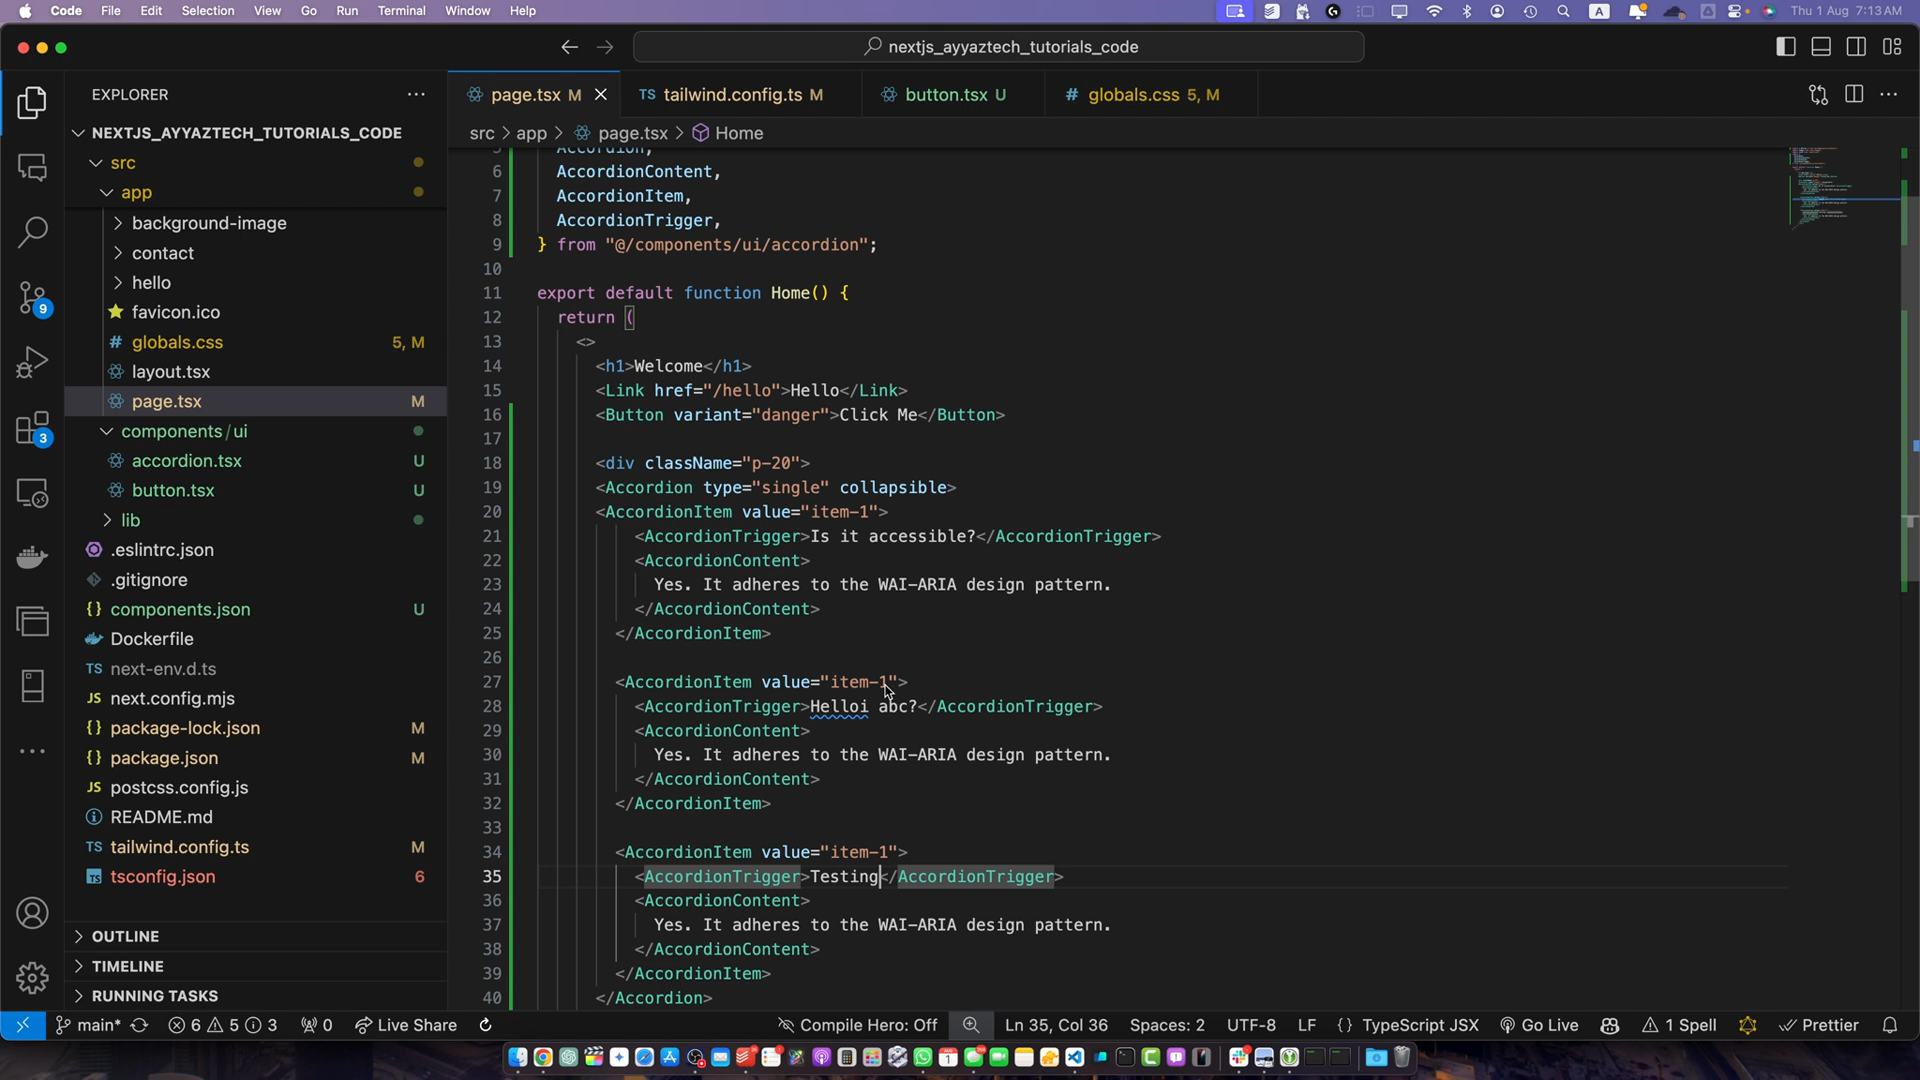 Code File Edit Selection View Go Run Terminal Window Help
Thu 1 Aug 7:13 AM
nextjs_ayyaztech_tutorials_code
EXPLORER
page.tsx M
TS tailwind.config.ts M
button.tsx U
# globals.css 5, M
src > app > page.tsx > Home
NEXTJS_AYYAZTECH_TUTORIALS_CODE
src
app
background-image
contact
hello
favicon.ico
# globals.css 5, M
layout.tsx
page.tsx M
components/ui
accordion.tsx U
button.tsx U
lib
.eslintrc.json
.gitignore
{} components.json U
Dockerfile
TS next-env.d.ts
JS next.config.mjs
{} package-lock.json M
{} package.json M
JS postcss.config.js
README.md
TS tailwind.config.ts M
TS tsconfig.json 6
OUTLINE
TIMELINE
RUNNING TASKS
9
3
5 Accordion,
6 AccordionContent,
7 AccordionItem,
8 AccordionTrigger,
9 } from "@/components/ui/accordion";
10
11 export default function Home() {
12 return (
13 <>
14 <h1>Welcome</h1>
15 <Link href="/hello">Hello</Link>
16 <Button variant="danger">Click Me</Button>
17
18 <div className="p-20">
19 <Accordion type="single" collapsible>
20 <AccordionItem value="item-1">
21 <AccordionTrigger>Is it accessible?</AccordionTrigger>
22 <AccordionContent>
23 Yes. It adheres to the WAI-ARIA design pattern.
24 </AccordionContent>
25 </AccordionItem>
26
27 <AccordionItem value="item-1">
28 <AccordionTrigger>Helloi abc?</AccordionTrigger>
29 <AccordionContent>
30 Yes. It adheres to the WAI-ARIA design pattern.
31 </AccordionContent>
32 </AccordionItem>
33
34 <AccordionItem value="item-1">
35 <AccordionTrigger>Testing</AccordionTrigger>
36 <AccordionContent>
37 Yes. It adheres to the WAI-ARIA design pattern.
38 </AccordionContent>
39 </AccordionItem>
40 </Accordion>
main* 6 5 3 0 Live Share Compile Hero: Off Ln 35, Col 36 Spaces: 2 UTF-8 LF {} TypeScript JSX Go Live 1 Spell Prettier